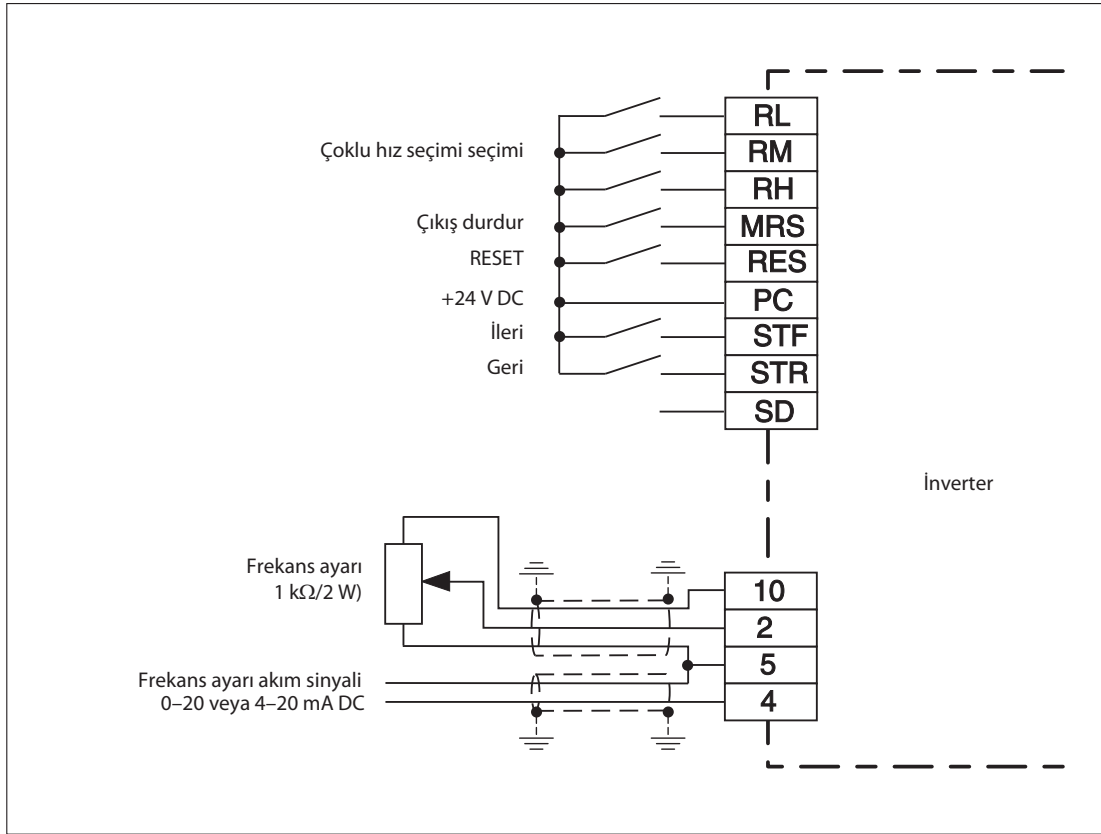 RL
Çoklu hız seçimi seçimi
RM
RH
Çıkış durdur
MRS
RESET
RES
+24 V DC
PC
İleri
STF
Geri
STR
SD
İnverter
Frekans ayarı
1 kΩ/2 W)
10
2
5
Frekans ayarı akım sinyali
0–20 veya 4–20 mA DC
4